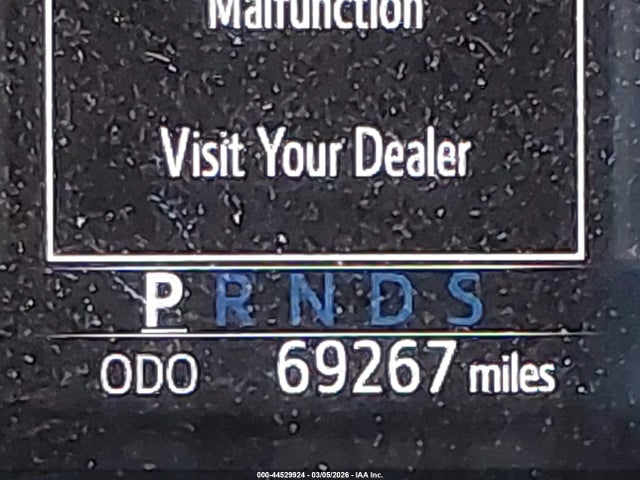 Malfunction
Visit Your Dealer
P R N D S
ODO 69267 miles
000-44529924 - 03/05/2026 - IAA Inc.